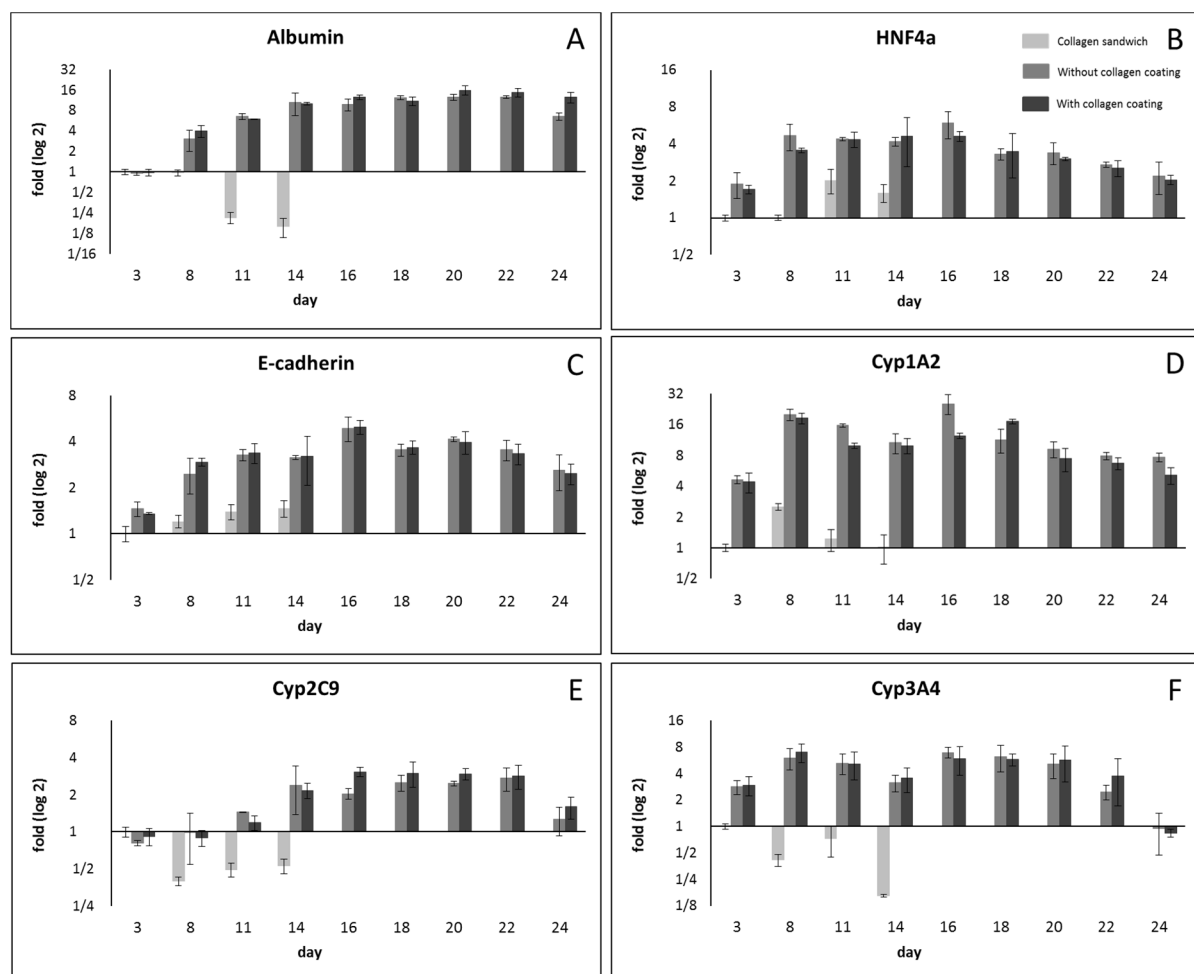 Albumin A
fold (log 2)
32
16
8
4
2
1
1/2
1/4
1/8
1/16
3 8 11 14 16 18 20 22 24
day
HNF4a B
Collagen sandwich
Without collagen coating
With collagen coating
fold (log 2)
16
8
4
2
1
1/2
3 8 11 14 16 18 20 22 24
day
E-cadherin C
fold (log 2)
8
4
2
1
1/2
3 8 11 14 16 18 20 22 24
day
Cyp1A2 D
fold (log 2)
32
16
8
4
2
1
1/2
3 8 11 14 16 18 20 22 24
day
Cyp2C9 E
fold (log 2)
8
4
2
1
1/2
1/4
3 8 11 14 16 18 20 22 24
day
Cyp3A4 F
fold (log 2)
16
8
4
2
1
1/2
1/4
1/8
3 8 11 14 16 18 20 22 24
day